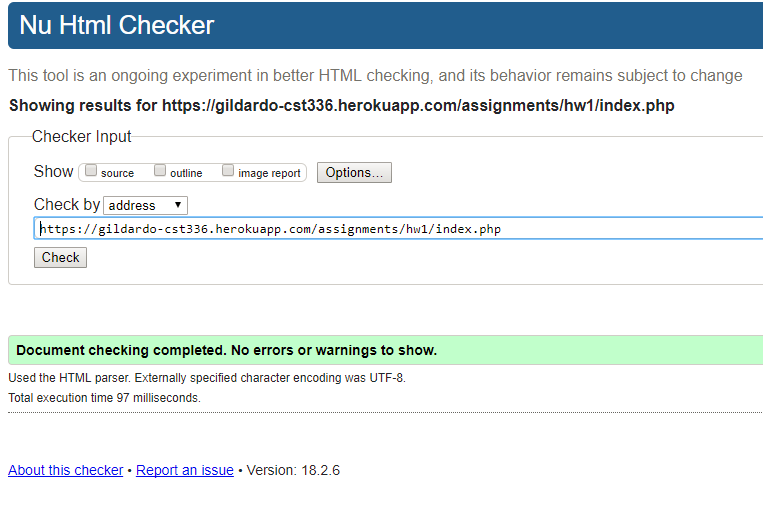 Nu Html Checker
This tool is an ongoing experiment in better HTML checking, and its behavior remains subject to change
Showing results for https://gildardo-cst336.herokuapp.com/assignments/hw1/index.php
Checker Input
Show source outline image report Options...
Check by address
https://gildardo-cst336.herokuapp.com/assignments/hw1/index.php
Check
Document checking completed. No errors or warnings to show.
Used the HTML parser. Externally specified character encoding was UTF-8.
Total execution time 97 milliseconds.
About this checker • Report an issue • Version: 18.2.6